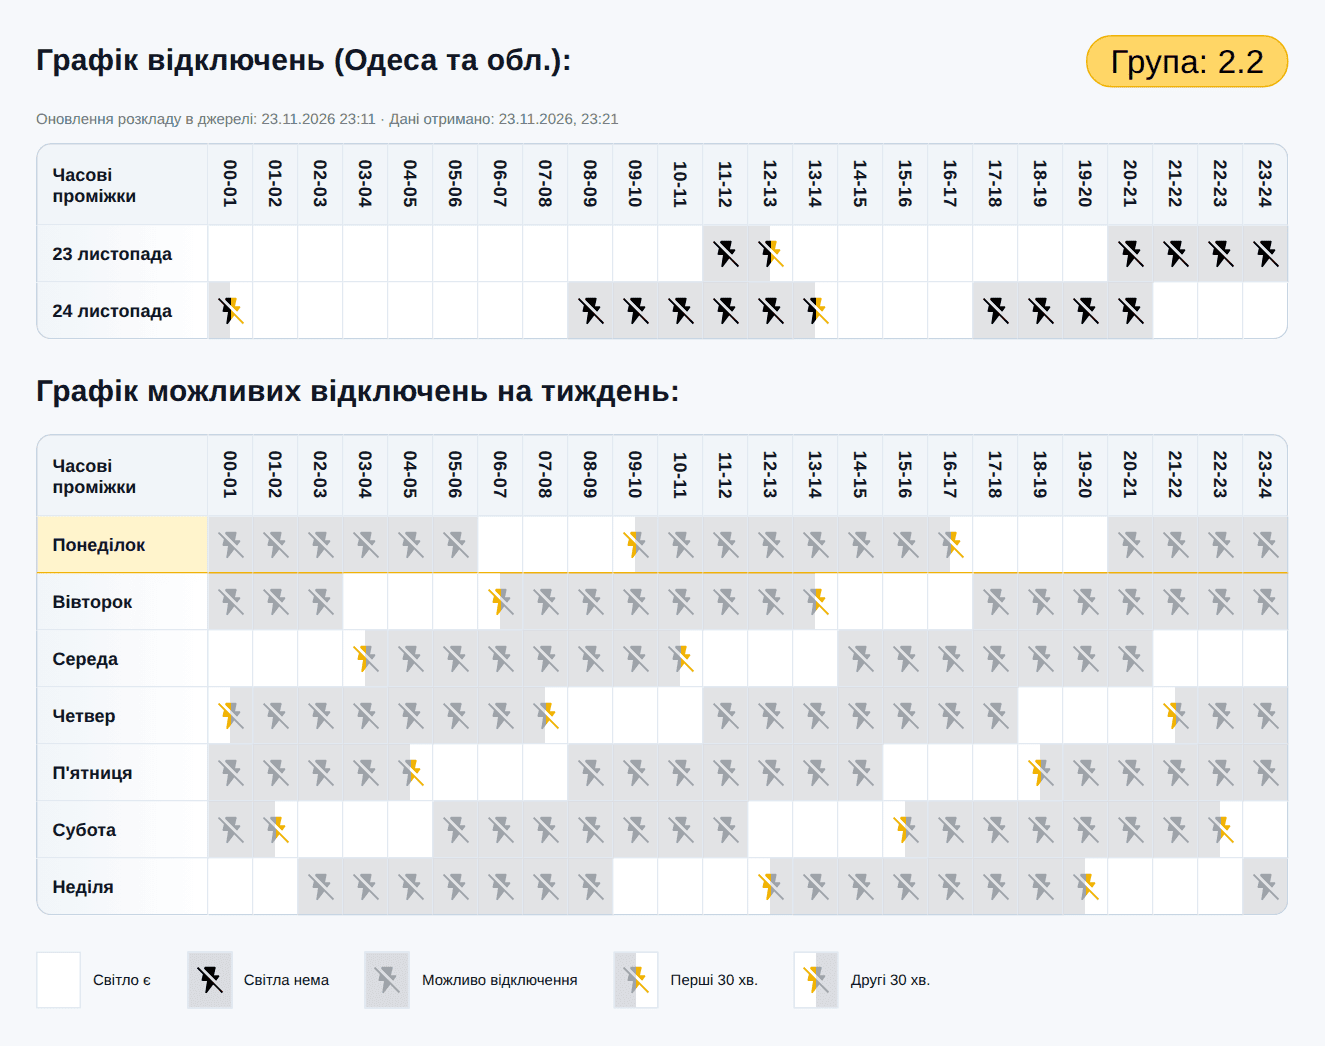 Графік відключень (Одеса та обл.):
Група: 2.2
Оновлення розкладу в джерелі: 23.11.2026 23:11 · Дані отримано: 23.11.2026, 23:21
Часові проміжки 00-01 01-02 02-03 03-04 04-05 05-06 06-07 07-08 08-09 09-10 10-11 11-12 12-13 13-14 14-15 15-16 16-17 17-18 18-19 19-20 20-21 21-22 22-23 23-24
23 листопада
24 листопада
Графік можливих відключень на тиждень:
Часові проміжки 00-01 01-02 02-03 03-04 04-05 05-06 06-07 07-08 08-09 09-10 10-11 11-12 12-13 13-14 14-15 15-16 16-17 17-18 18-19 19-20 20-21 21-22 22-23 23-24
Понеділок
Вівторок
Середа
Четвер
П'ятниця
Субота
Неділя
Світло є Світла нема Можливо відключення Перші 30 хв. Другі 30 хв.